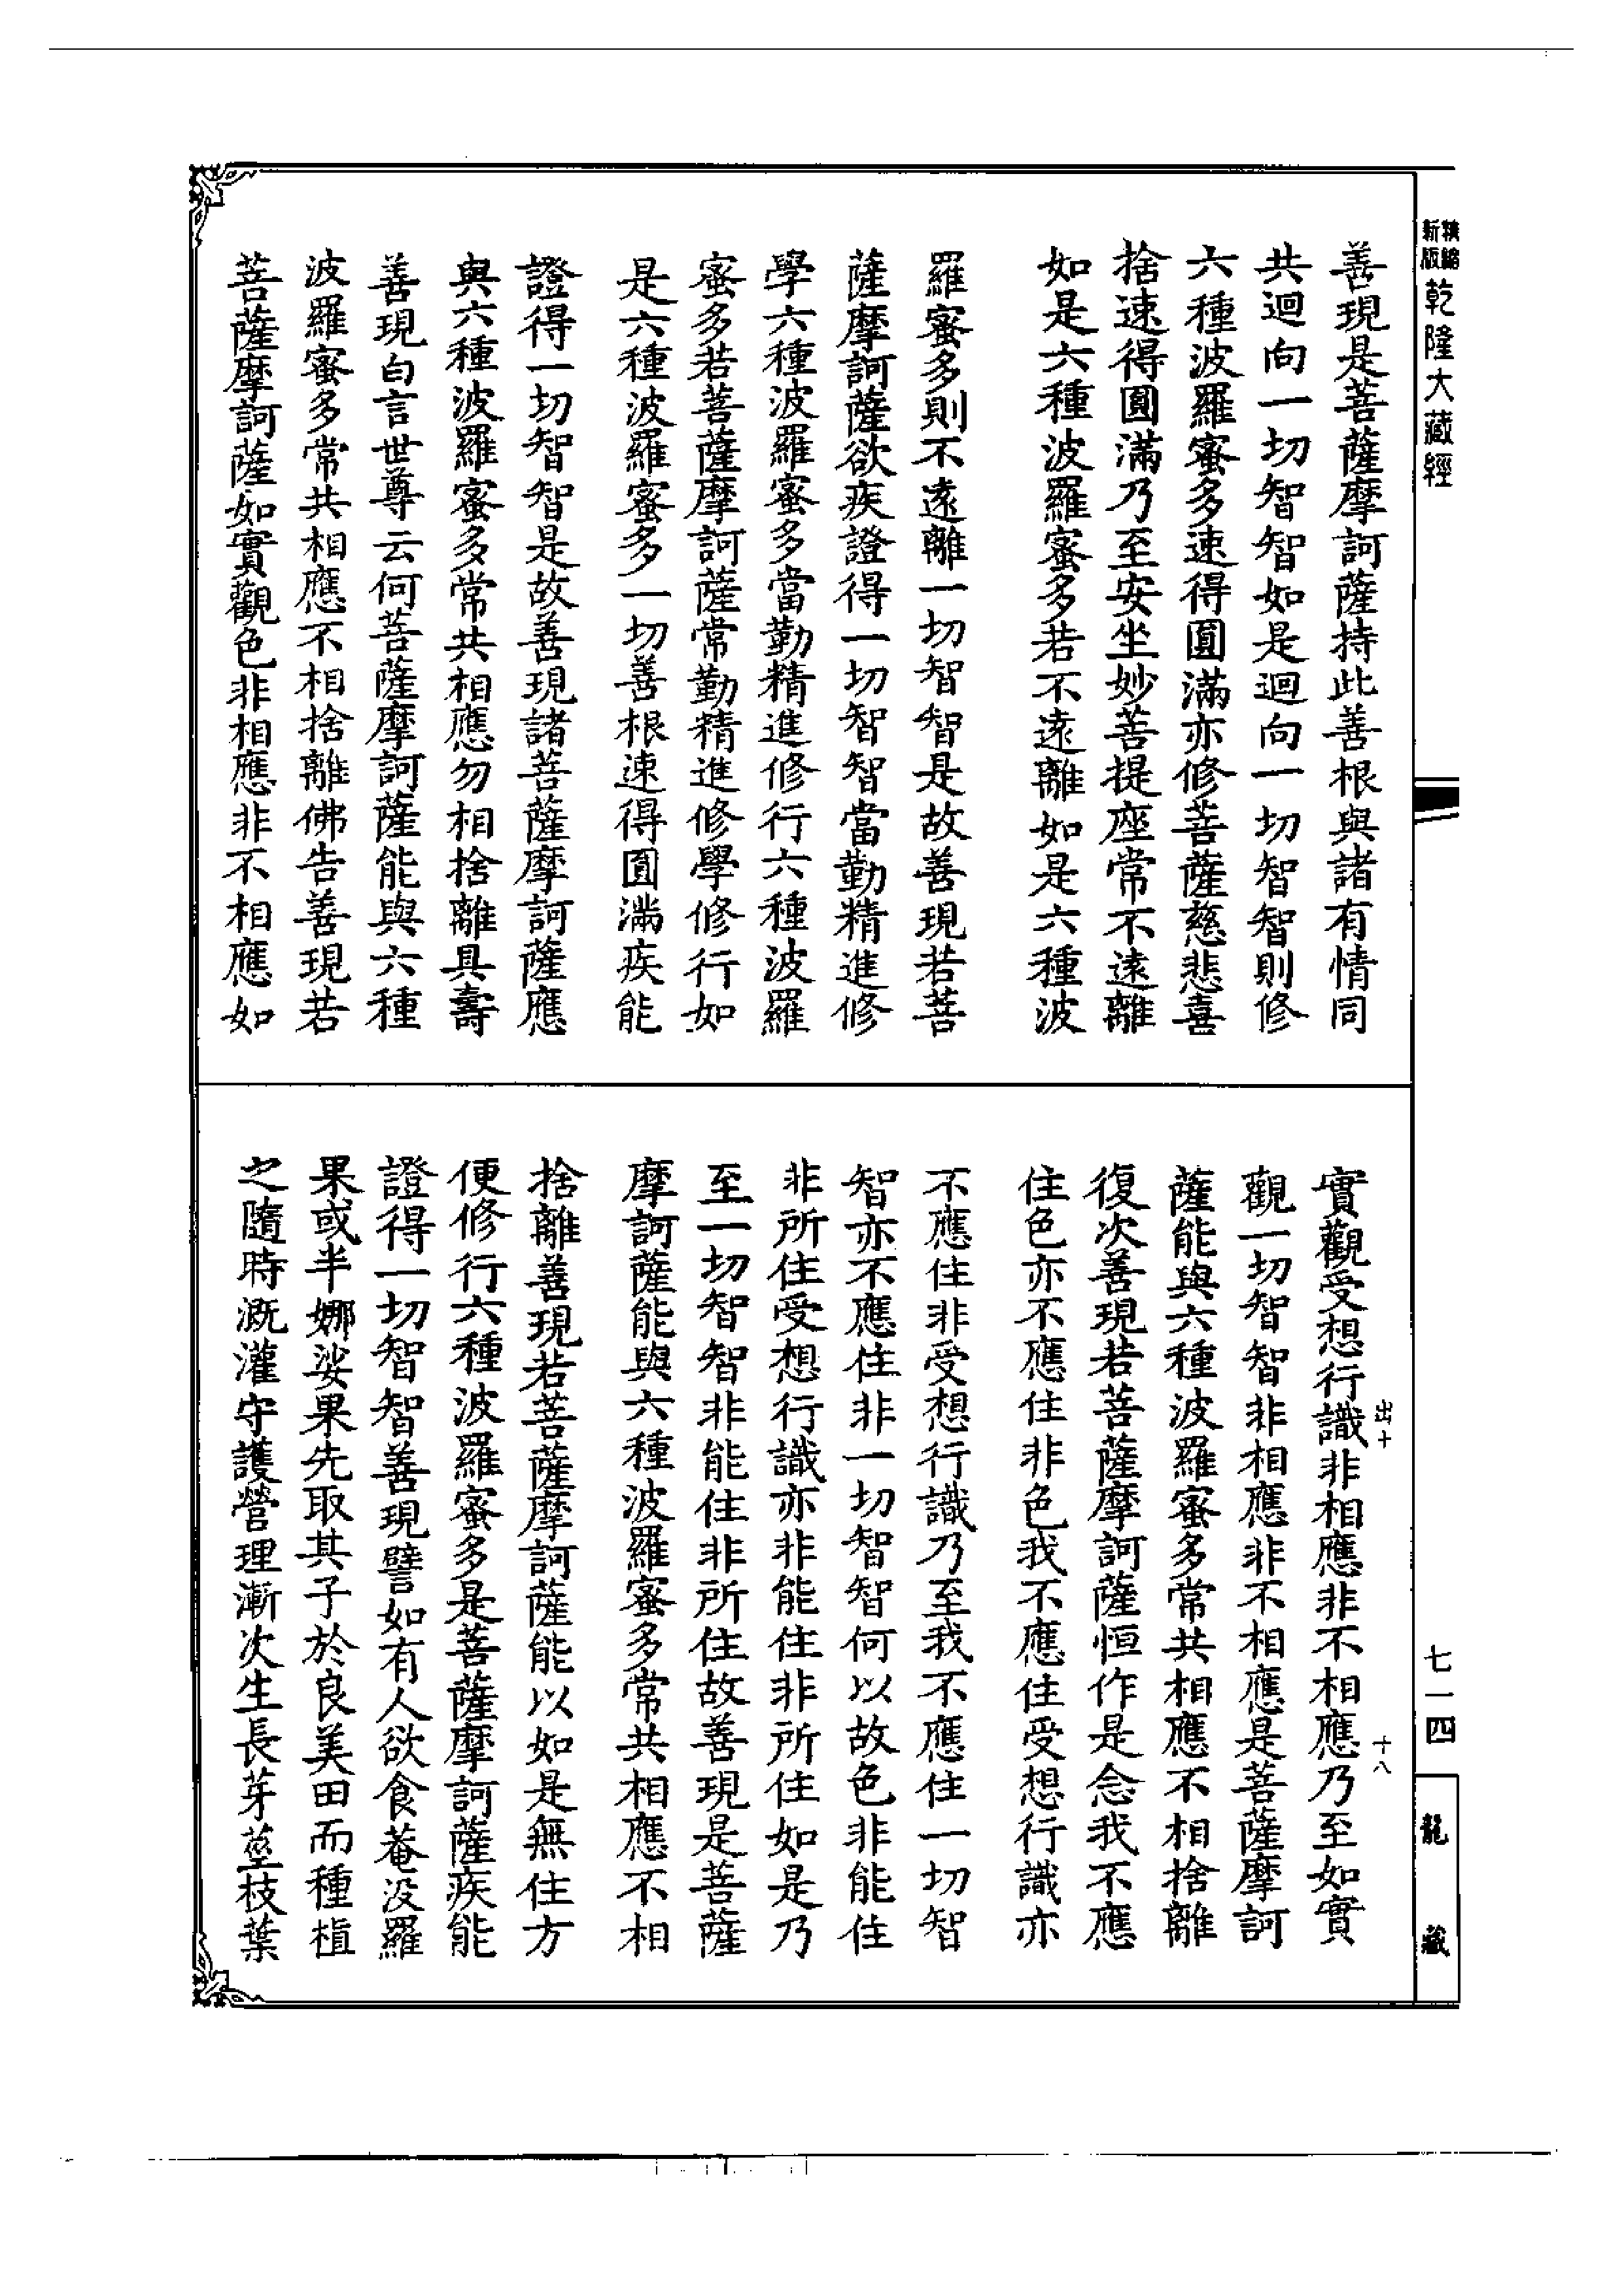 精縮新版乾隆大藏經
善現是菩薩摩訶薩持此善根與諸有情同
共迴向一切智智如是迴向一切智智則修
六種波羅蜜多速得圓滿亦修菩薩慈悲喜
捨速得圓滿乃至安坐妙菩提座常不遠離
如是六種波羅蜜多若不遠離如是六種波
羅蜜多則不遠離一切智智是故善現若菩
薩摩訶薩欲疾證得一切智智當勤精進修
學六種波羅蜜多當勤精進修行六種波羅
蜜多若菩薩摩訶薩常勤精進修學修行如
是六種波羅蜜多一切善根速得圓滿疾能
證得一切智智是故善現諸菩薩摩訶薩應
與六種波羅蜜多常共相應勿相捨離具壽
善現白言世尊云何菩薩摩訶薩能與六種
波羅蜜多常共相應不相捨離佛告善現若
菩薩摩訶薩如實觀色非相應非不相應如
實觀受想行識非相應非不相應乃至如實
觀一切智智非相應非不相應是菩薩摩訶
薩能與六種波羅蜜多常共相應不相捨離
復次善現若菩薩摩訶薩恒作是念我不應
住色亦不應住非色我不應住受想行識亦
不應住非受想行識乃至我不應住一切智
智亦不應住非一切智智何以故色非能住
非所住受想行識亦非能住非所住如是乃
至一切智智非能住非所住故善現是菩薩
摩訶薩能與六種波羅蜜多常共相應不相
捨離善現若菩薩摩訶薩能以如是無住方
便修行六種波羅蜜多是菩薩摩訶薩疾能
證得一切智智善現譬如有人欲食菴沒羅
果或半娜娑果先取其子於良美田而種植
之隨時溉灌守護營理漸次生長芽莖枝葉
出十
十八
七一四
龍藏